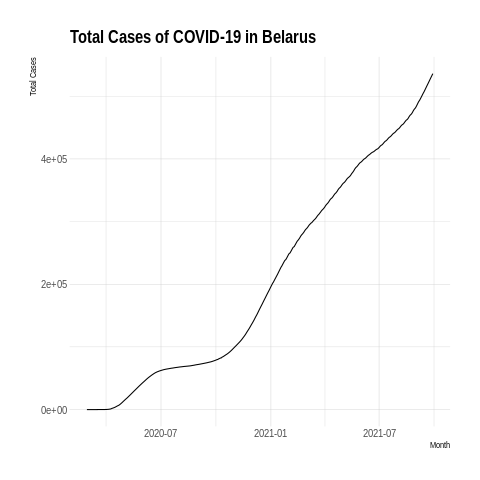 Total Cases of COVID-19 in Belarus
Total Cases
4e+05
2e+05
0e+00
2020-07
2021-01
2021-07
Month